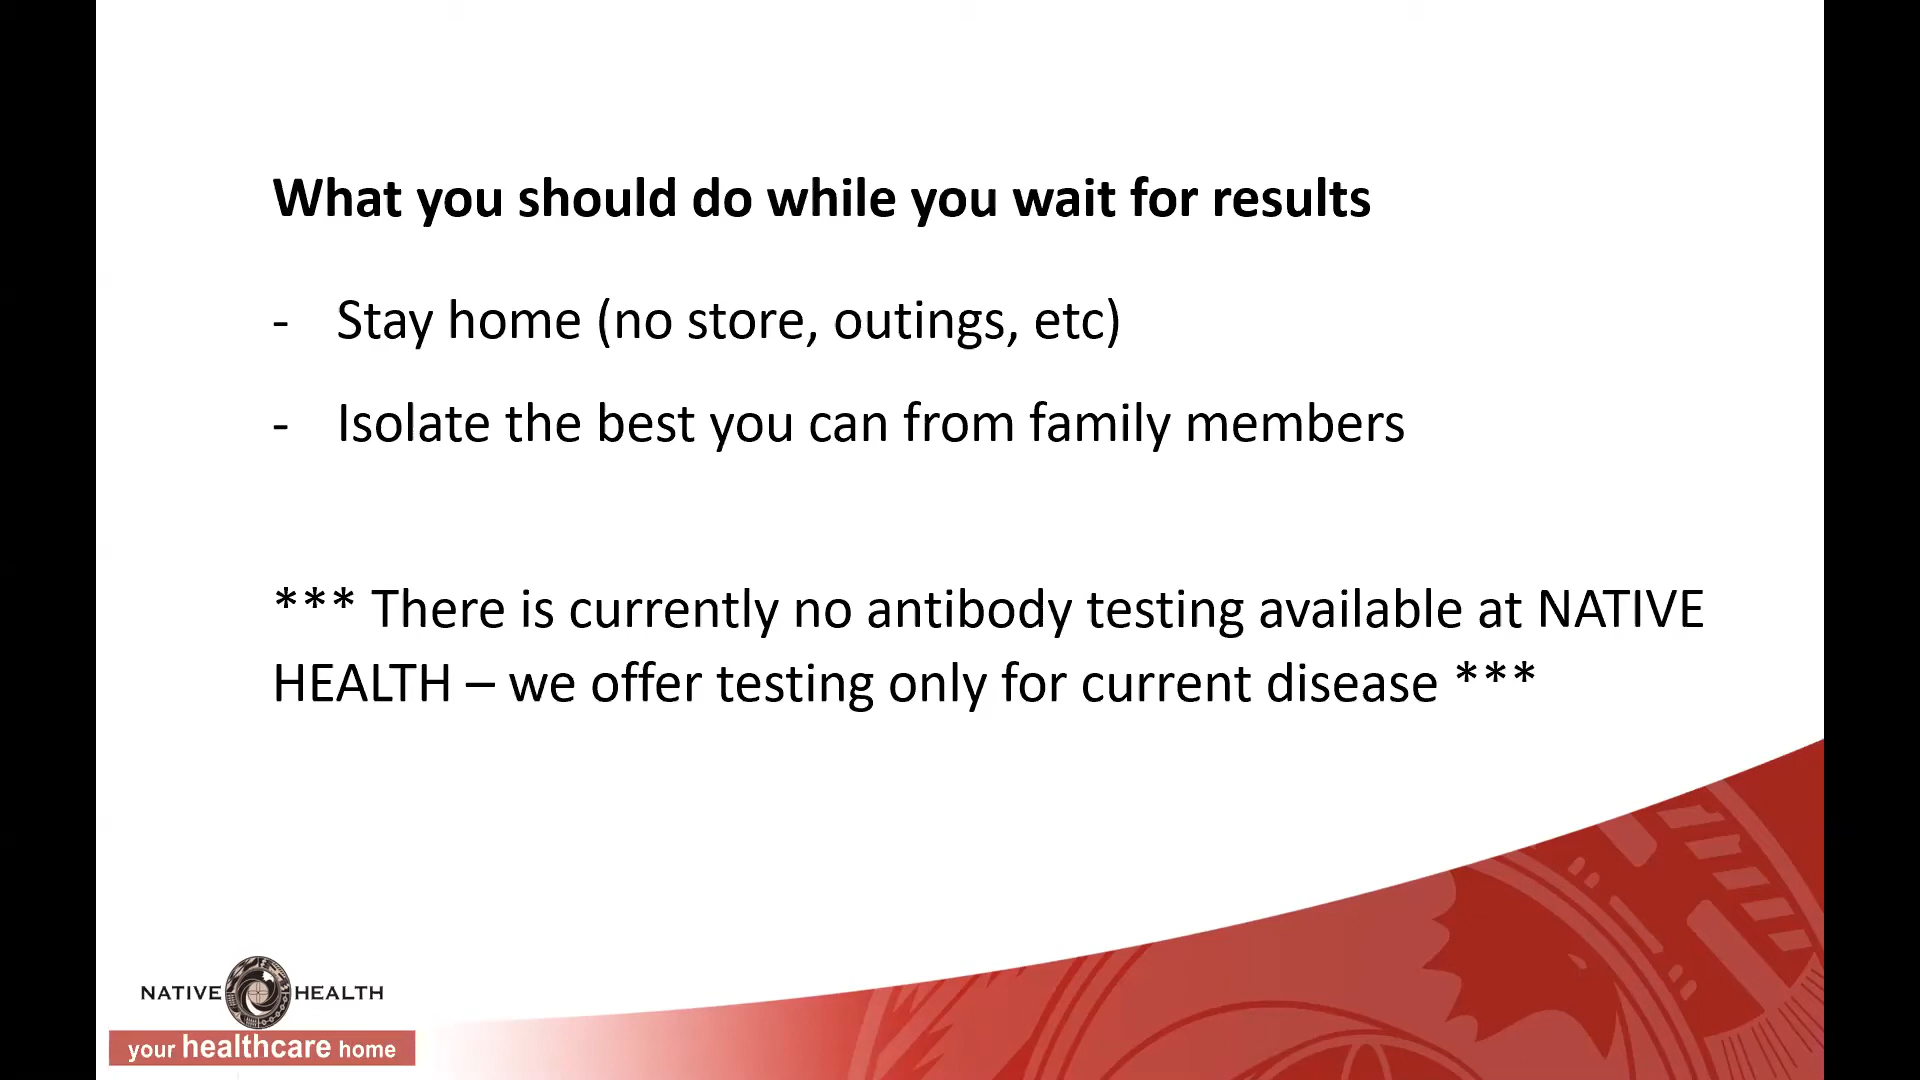 What you should do while you wait for results
- Stay home (no store, outings, etc)
- Isolate the best you can from family members
*** There is currently no antibody testing available at NATIVE
HEALTH – we offer testing only for current disease ***
NATIVE HEALTH
your healthcare home